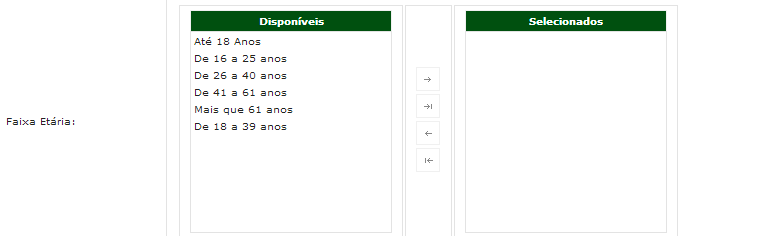 Disponíveis
Selecionados
Até 18 Anos
De 16 a 25 anos
De 26 a 40 anos
De 41 a 61 anos
Mais que 61 anos
De 18 a 39 anos
Faixa Etária: